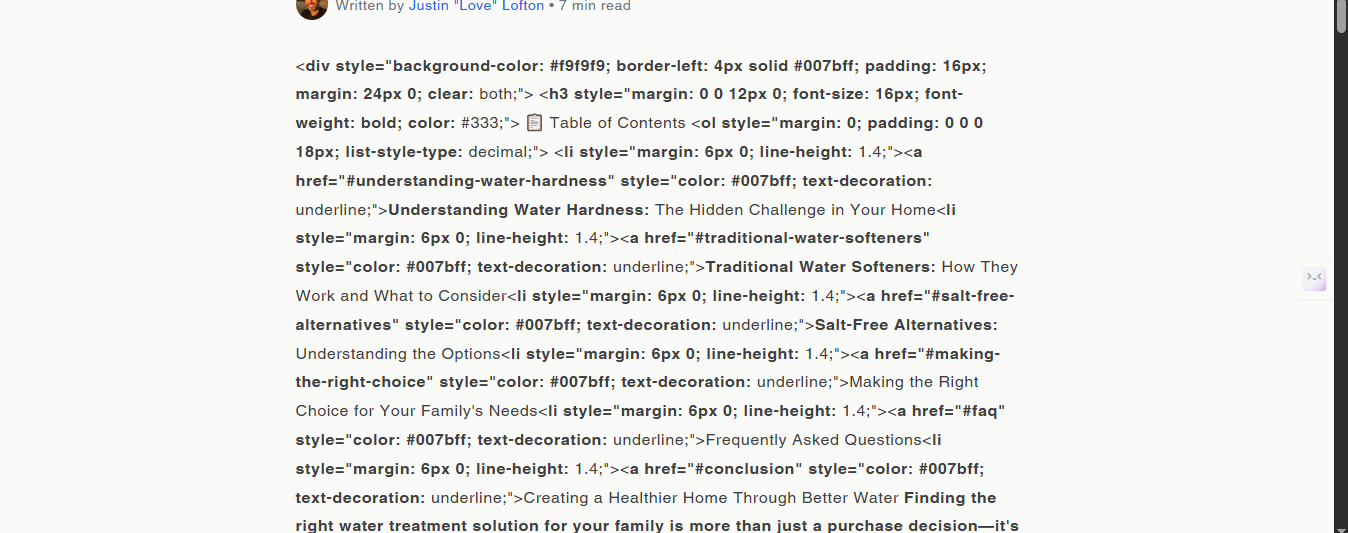 Written by Justin "Love" Lofton • 7 min read
<div style="background-color: #f9f9f9; border-left: 4px solid #007bff; padding: 16px;
margin: 24px 0; clear: both;"> <h3 style="margin: 0 0 12px 0; font-size: 16px; font-
weight: bold; color: #333;"> 📋 Table of Contents <ol style="margin: 0; padding: 0 0 0
18px; list-style-type: decimal;"> <li style="margin: 6px 0; line-height: 1.4;"><a
href="#understanding-water-hardness" style="color: #007bff; text-decoration:
underline;">Understanding Water Hardness: The Hidden Challenge in Your Home<li
style="margin: 6px 0; line-height: 1.4;"><a href="#traditional-water-softeners"
style="color: #007bff; text-decoration: underline;">Traditional Water Softeners: How They
Work and What to Consider<li style="margin: 6px 0; line-height: 1.4;"><a href="#salt-free-
alternatives" style="color: #007bff; text-decoration: underline;">Salt-Free Alternatives:
Understanding the Options<li style="margin: 6px 0; line-height: 1.4;"><a href="#making-
the-right-choice" style="color: #007bff; text-decoration: underline;">Making the Right
Choice for Your Family's Needs<li style="margin: 6px 0; line-height: 1.4;"><a href="#faq"
style="color: #007bff; text-decoration: underline;">Frequently Asked Questions<li
style="margin: 6px 0; line-height: 1.4;"><a href="#conclusion" style="color: #007bff;
text-decoration: underline;">Creating a Healthier Home Through Better Water Finding the
right water treatment solution for your family is more than just a purchase decision—it's